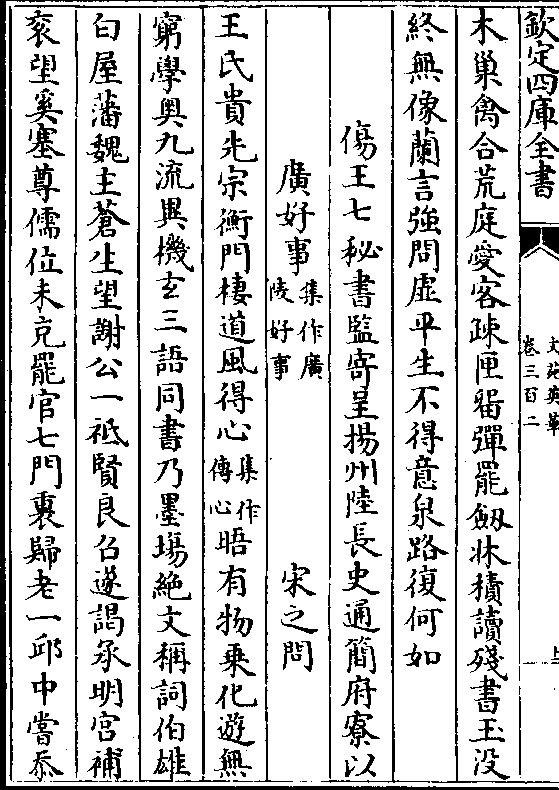 欽定四庫全書
文苑英華
卷三百二
木巢禽合荒庭愛客疎匣留彈罷劔牀積讀殘書玉没
終無像蘭言強問虚平生不得意泉路復何如
傷王七秘書監寄呈揚州陸長史通簡府寮以
廣好事集作廣陵好事 宋之問
王氏貴先宗衡門棲道風得心集作傳心晤有物乗化遊無
窮學奥九流異機玄三語同書乃墨塲絶文稱詞伯雄
白屋藩魏主蒼生望謝公一祇賢良召遂謁承明宮補
衮望奚塞尊儒位未充罷官七門裏歸老一邱中嘗忝